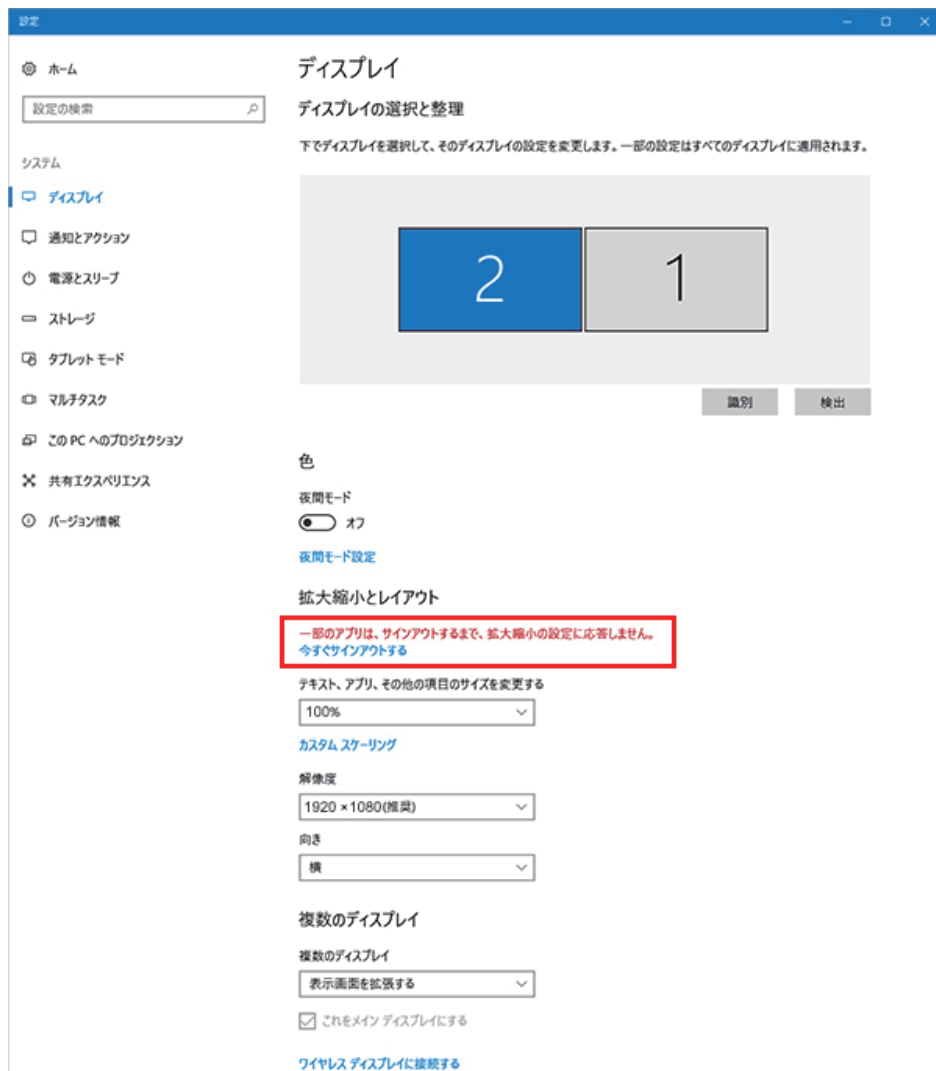 設定
ホーム
設定の検索
システム
ディスプレイ
通知とアクション
電源とスリープ
ストレージ
タブレット モード
マルチタスク
この PC へのプロジェクション
共有エクスペリエンス
バージョン情報
ディスプレイ
ディスプレイの選択と整理
下でディスプレイを選択して、そのディスプレイの設定を変更します。一部の設定はすべてのディスプレイに適用されます。
2
1
識別
検出
色
夜間モード
オフ
夜間モード設定
拡大縮小とレイアウト
一部のアプリは、サインアウトするまで、拡大縮小の設定に応答しません。
今すぐサインアウトする
テキスト、アプリ、その他の項目のサイズを変更する
100%
カスタム スケーリング
解像度
1920 ×1080(推奨)
向き
横
複数のディスプレイ
複数のディスプレイ
表示画面を拡張する
これをメイン ディスプレイにする
ワイヤレス ディスプレイに接続する